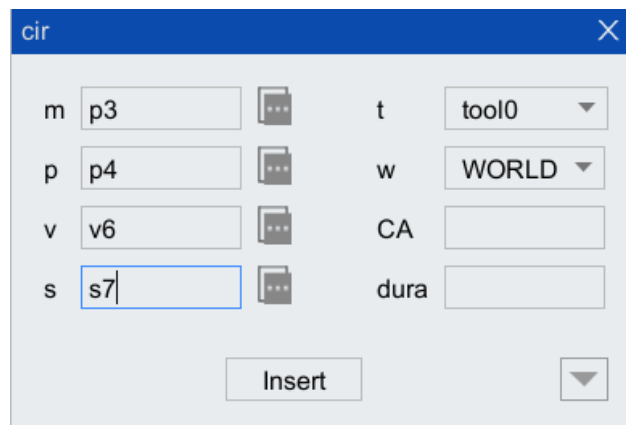 cir
m p3 t tool0
p p4 w WORLD
v v6 CA
s s7 dura
Insert